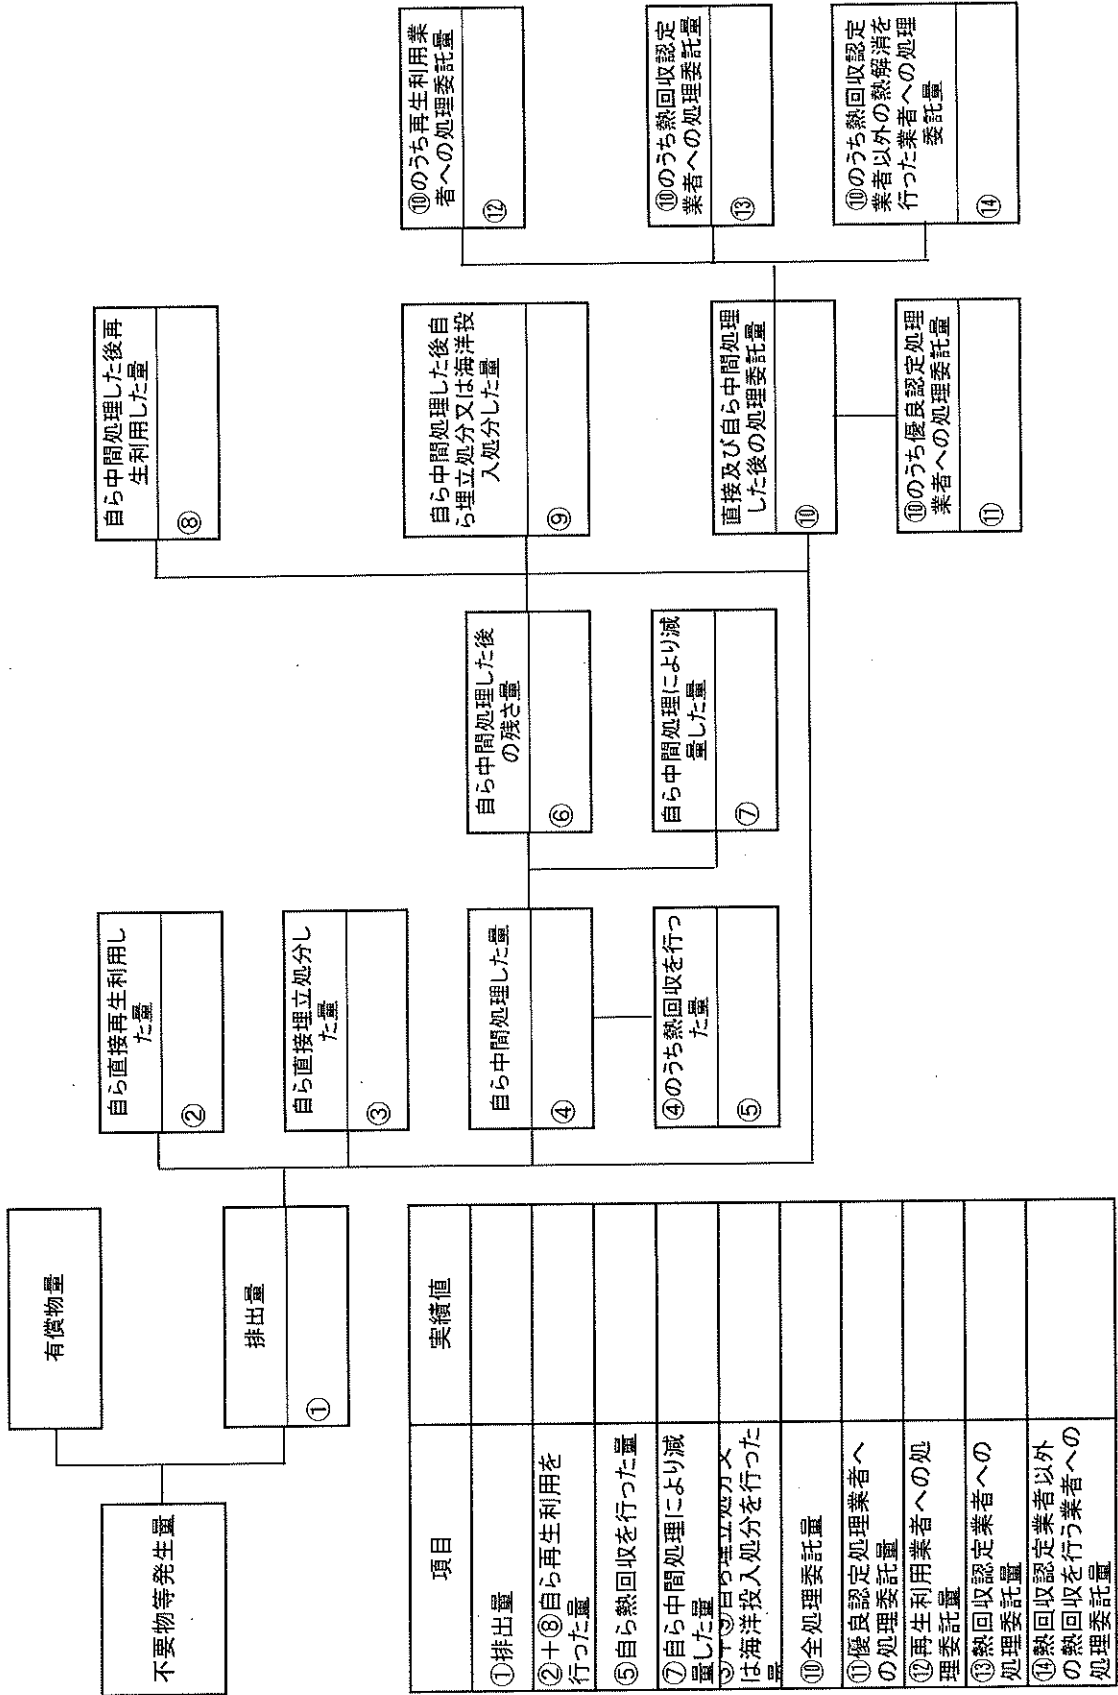 不要物等発生量
有償物量
排出量
①
自ら直接再生利用し
た量
②
自ら直接埋立処分し
た量
③
自ら中間処理した量
④
④のうち熱回収を行っ
た量
⑤
自ら中間処理した後
の残さ量
⑥
自ら中間処理により減
量した量
⑦
自ら中間処理した後再
生利用した量
⑧
自ら中間処理した後自
ら埋立処分又は海洋投
入処分した量
⑨
直接及び自ら中間処理
した後の処理委託量
⑩
⑩のうち優良認定処理
業者への処理委託量
⑪
⑩のうち再生利用業
者への処理委託量
⑫
⑩のうち熱回収認定
業者への処理委託量
⑬
⑩のうち熱回収認定
業者以外の熱解消を
行った業者への処理
委託量
⑭
項目
実績値
①排出量
②+⑧自ら再生利用を
行った量
⑤自ら熱回収を行った量
⑦自ら中間処理により減
量した量
③+⑨自ら埋立処分又
は海洋投入処分を行った
量
⑩全処理委託量
⑪優良認定処理業者へ
の処理委託量
⑫再生利用業者への処
理委託量
⑬熱回収認定業者への
処理委託量
⑭熱回収認定業者以外
の熱回収を行う業者への
処理委託量